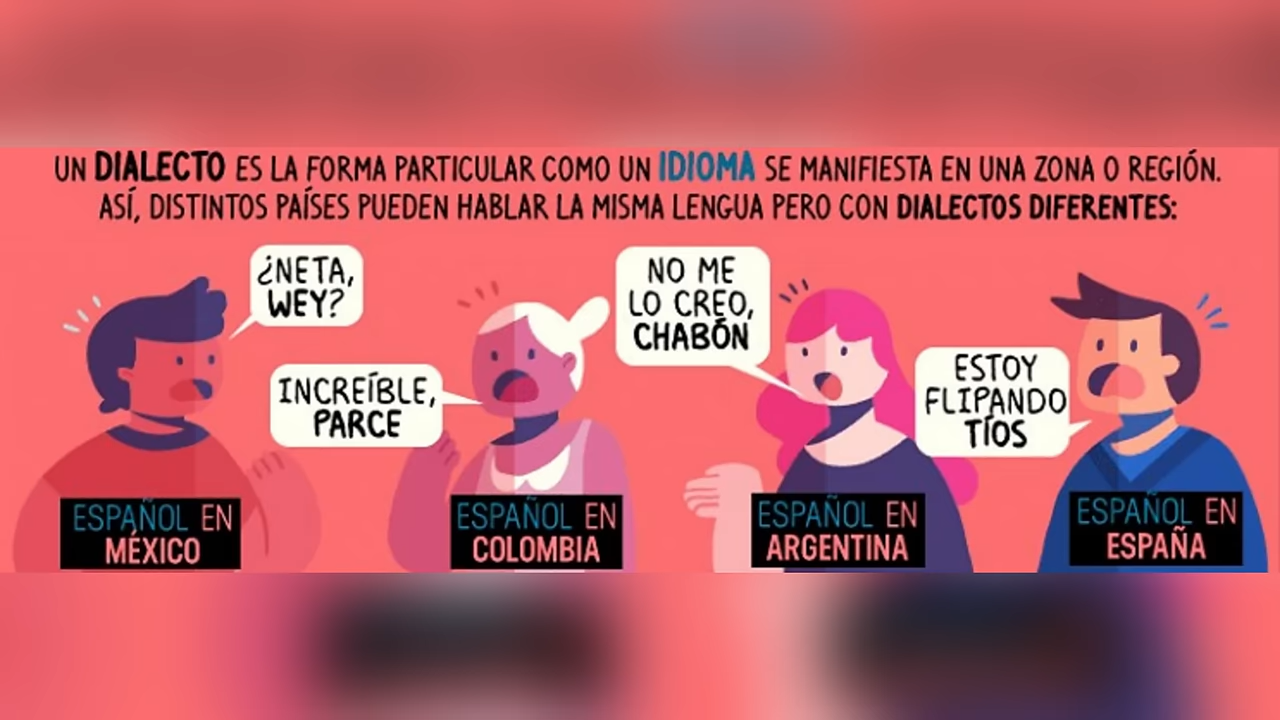 UN DIALECTO ES LA FORMA PARTICULAR COMO UN IDIOMA SE MANIFIESTA EN UNA ZONA O REGIÓN.
ASÍ, DISTINTOS PAÍSES PUEDEN HABLAR LA MISMA LENGUA PERO CON DIALECTOS DIFERENTES:
¿NETA,
WEY?
INCREÍBLE,
PARCE
NO ME
LO CREO,
CHABÓN
ESTOY
FLIPANDO
TÍOS
ESPAÑOL EN
MÉXICO
ESPAÑOL EN
COLOMBIA
ESPAÑOL EN
ARGENTINA
ESPAÑOL EN
ESPAÑA